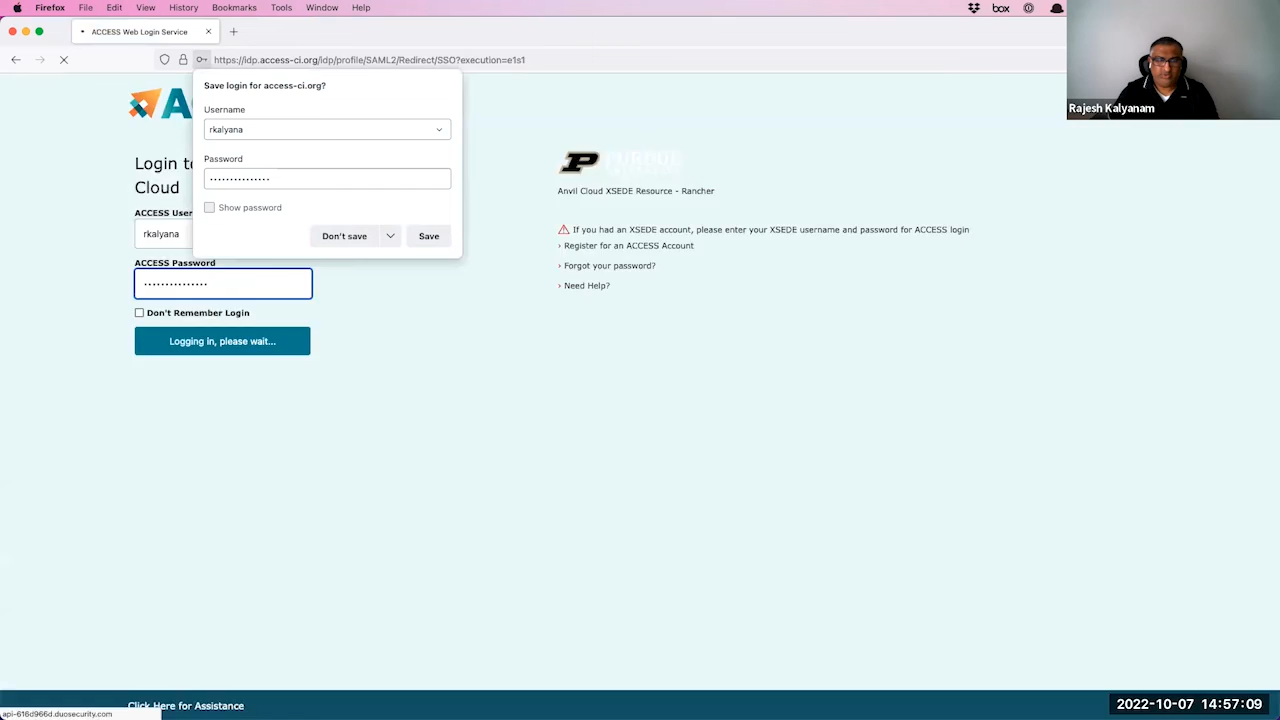 Firefox File Edit View History Bookmarks Tools Window Help box
ACCESS Web Login Service
https://idp.access-ci.org/idp/profile/SAML2/Redirect/SSO?execution=e1s1
Save login for access-ci.org?
Username
rkalyana
Password
Show password
Don't save
Save
A
Login to
Cloud
ACCESS User
rkalyana
ACCESS Password
Don't Remember Login
Logging in, please wait...
P PURDUE
Anvil Cloud XSEDE Resource - Rancher
If you had an XSEDE account, please enter your XSEDE username and password for ACCESS login
› Register for an ACCESS Account
› Forgot your password?
› Need Help?
Rajesh Kalyanam
Click Here for Assistance
api-616d966d.duosecurity.com
2022-10-07 14:57:09